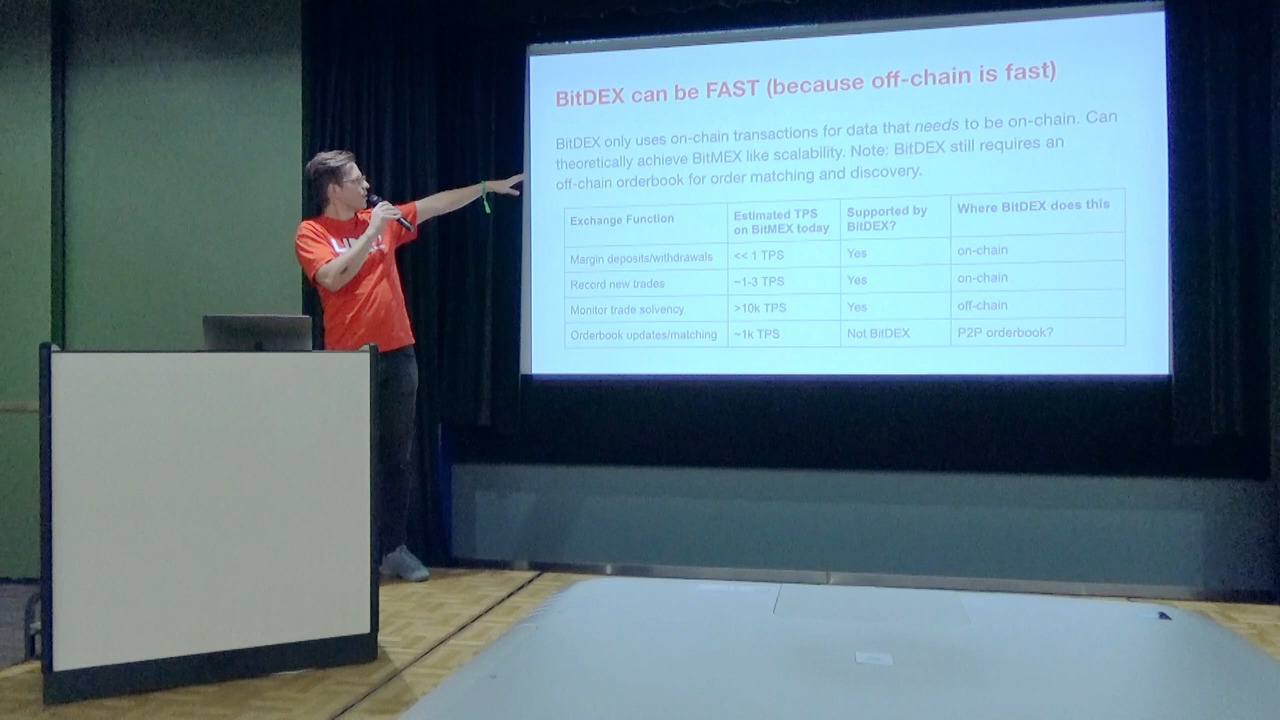 BitDEX can be FAST (because off-chain is fast)
BitDEX only uses on-chain transactions for data that needs to be on-chain. Can
theoretically achieve BitMEX like scalability. Note: BitDEX still requires an
off-chain orderbook for order matching and discovery.
Exchange Function
Estimated TPS
on BitMEX today
Supported by
BitDEX?
Where BitDEX does this
Margin deposits/withdrawals
<< 1 TPS
Yes
on-chain
Record new trades
~1-3 TPS
Yes
on-chain
Monitor trade solvency
>10k TPS
Yes
off-chain
Orderbook updates/matching
~1k TPS
Not BitDEX
P2P orderbook?